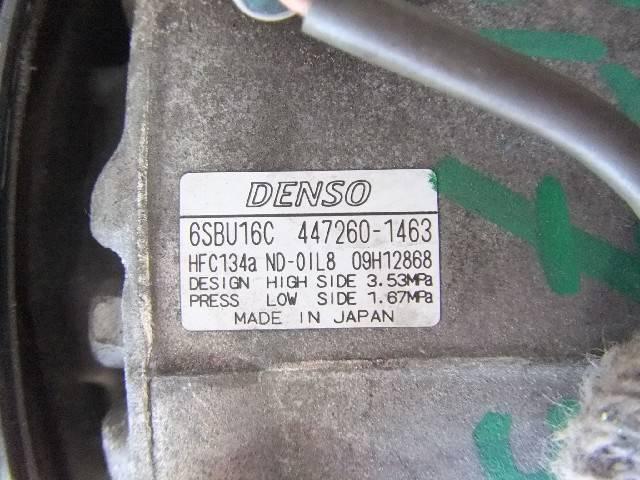 DENSO
6SBU16C 447260-1463
HFC134a ND-OIL8 09H12868
DESIGN HIGH SIDE 3.53MPa
PRESS LOW SIDE 1.67MPa
MADE IN JAPAN